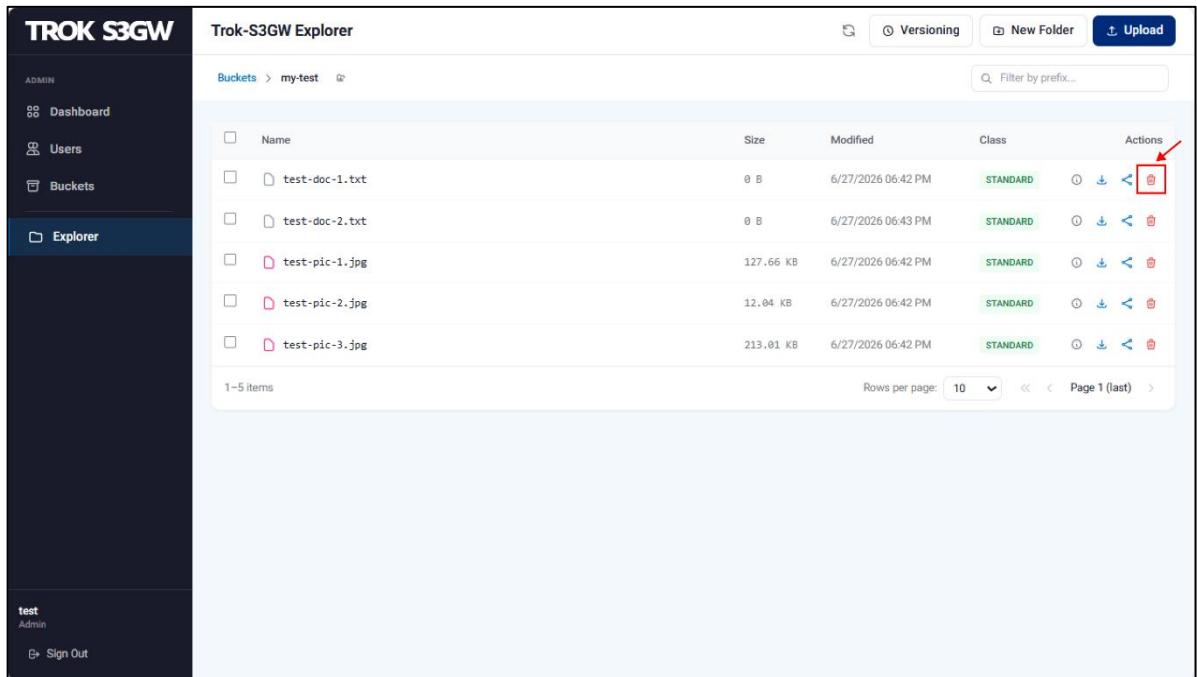 TROK S3GW
Trok-S3GW Explorer
Versioning
New Folder
Upload
ADMIN
Dashboard
Users
Buckets
Explorer
Buckets > my-test
Filter by prefix...
Name Size Modified Class Actions
test-doc-1.txt 0 B 6/27/2026 06:42 PM STANDARD
test-doc-2.txt 0 B 6/27/2026 06:43 PM STANDARD
test-pic-1.jpg 127.66 KB 6/27/2026 06:42 PM STANDARD
test-pic-2.jpg 12.04 KB 6/27/2026 06:42 PM STANDARD
test-pic-3.jpg 213.01 KB 6/27/2026 06:42 PM STANDARD
1–5 items Rows per page: 10 Page 1 (last)
test
Admin
Sign Out